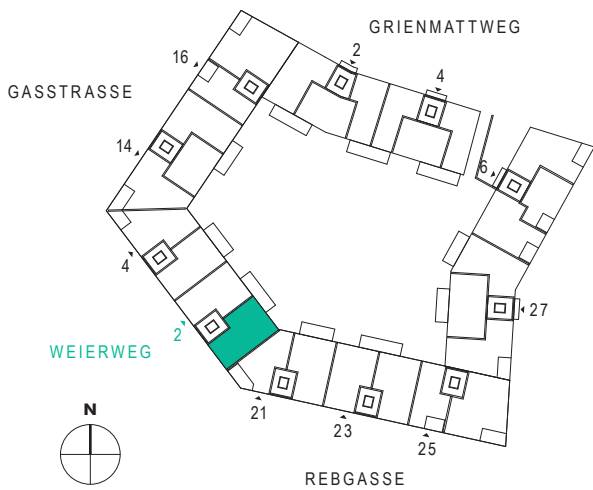 GRIENMATTWEG
2
16
4
GASSTRASSE
14
6
4
27
2
WEIERWEG
21
N
23
25
REBGASSE